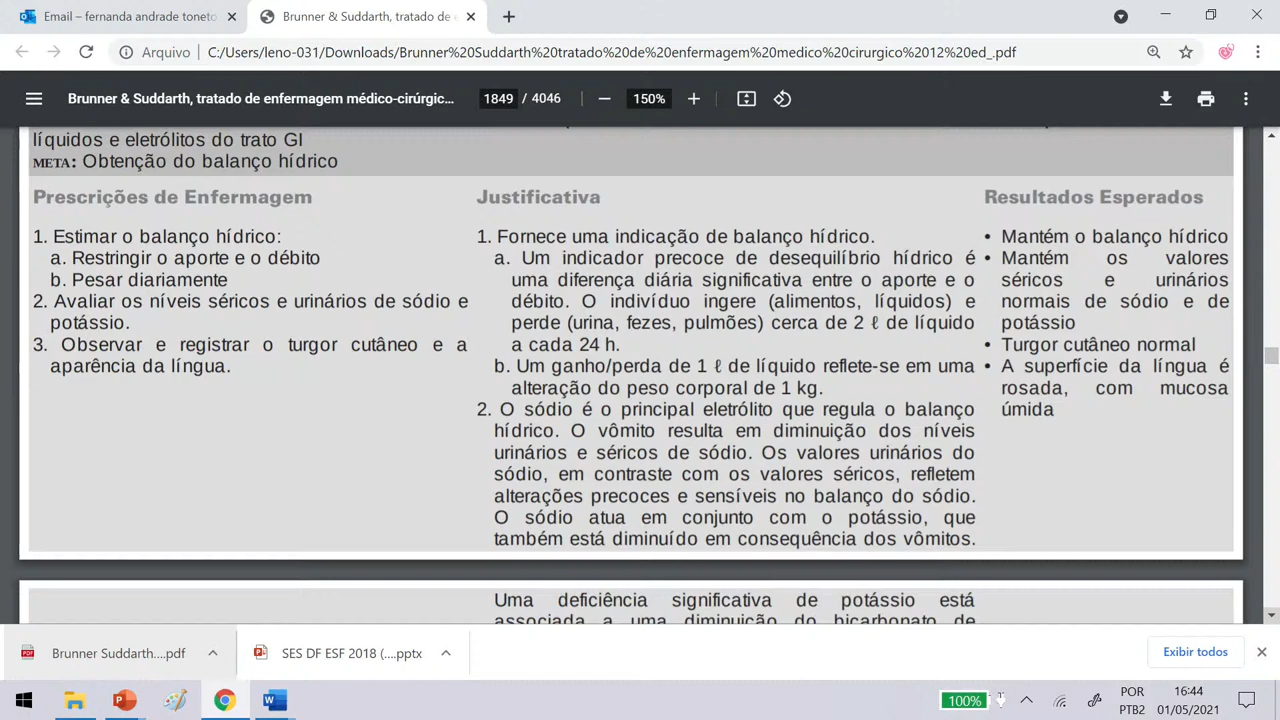 Email – fernanda andrade toneto
Brunner & Suddarth, tratado de e
Arquivo
C:/Users/leno-031/Downloads/Brunner%20Suddarth%20tratado%20de%20enfermagem%20medico%20cirurgico%2012%20ed_.pdf
Brunner & Suddarth, tratado de enfermagem médico-cirúrgic...
1849 / 4046
150%
líquidos e eletrólitos do trato GI
META: Obtenção do balanço hídrico
Prescrições de Enfermagem
1. Estimar o balanço hídrico:
a. Restringir o aporte e o débito
b. Pesar diariamente
2. Avaliar os níveis séricos e urinários de sódio e
potássio.
3. Observar e registrar o turgor cutâneo e a
aparência da língua.
Justificativa
1. Fornece uma indicação de balanço hídrico.
a. Um indicador precoce de desequilíbrio hídrico é
uma diferença diária significativa entre o aporte e o
débito. O indivíduo ingere (alimentos, líquidos) e
perde (urina, fezes, pulmões) cerca de 2 ℓ de líquido
a cada 24 h.
b. Um ganho/perda de 1 ℓ de líquido reflete-se em uma
alteração do peso corporal de 1 kg.
2. O sódio é o principal eletrólito que regula o balanço
hídrico. O vômito resulta em diminuição dos níveis
urinários e séricos de sódio. Os valores urinários do
sódio, em contraste com os valores séricos, refletem
alterações precoces e sensíveis no balanço do sódio.
O sódio atua em conjunto com o potássio, que
também está diminuído em consequência dos vômitos.
Uma deficiência significativa de potássio está
associada a uma diminuição do bicarbonato de
Resultados Esperados
• Mantém o balanço hídrico
• Mantém os valores
séricos e urinários
normais de sódio e de
potássio
• Turgor cutâneo normal
• A superfície da língua é
rosada, com mucosa
úmida
Brunner Suddarth....pdf
SES DF ESF 2018 (....pptx
Exibir todos
100%
POR
PTB2
16:44
01/05/2021